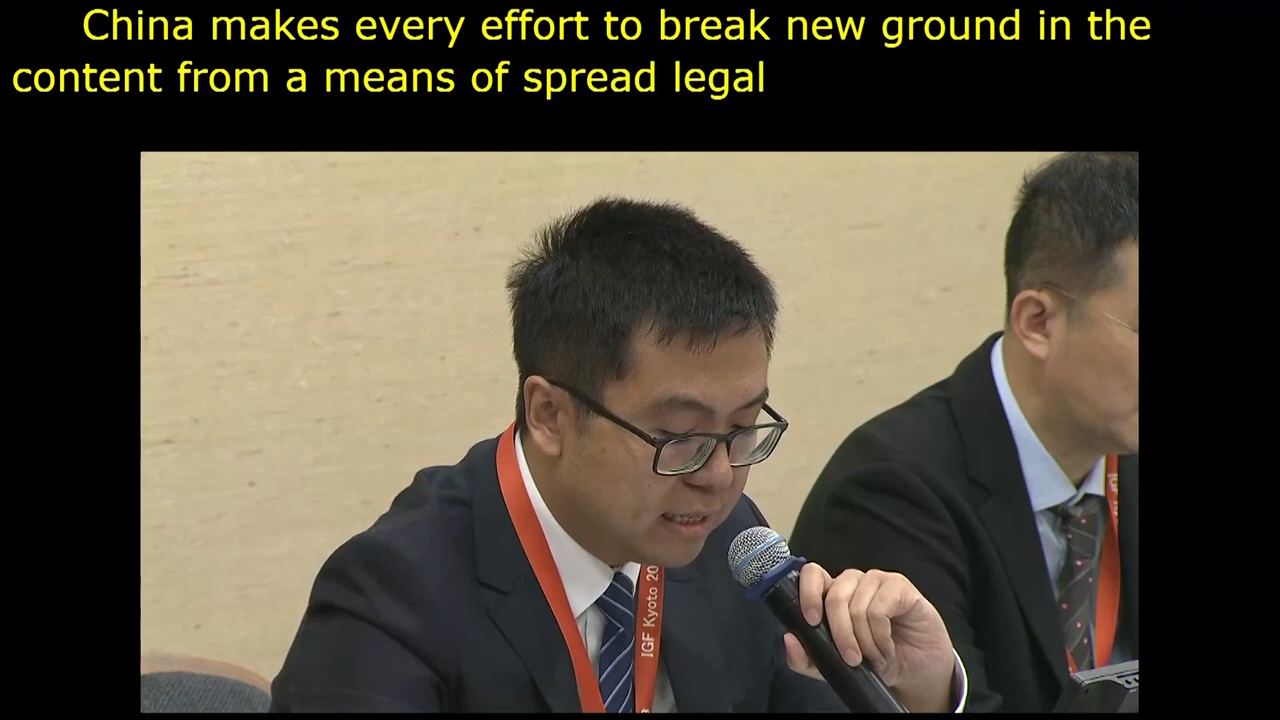 China makes every effort to break new ground in the
content from a means of spread legal
IGF Kyoto 20